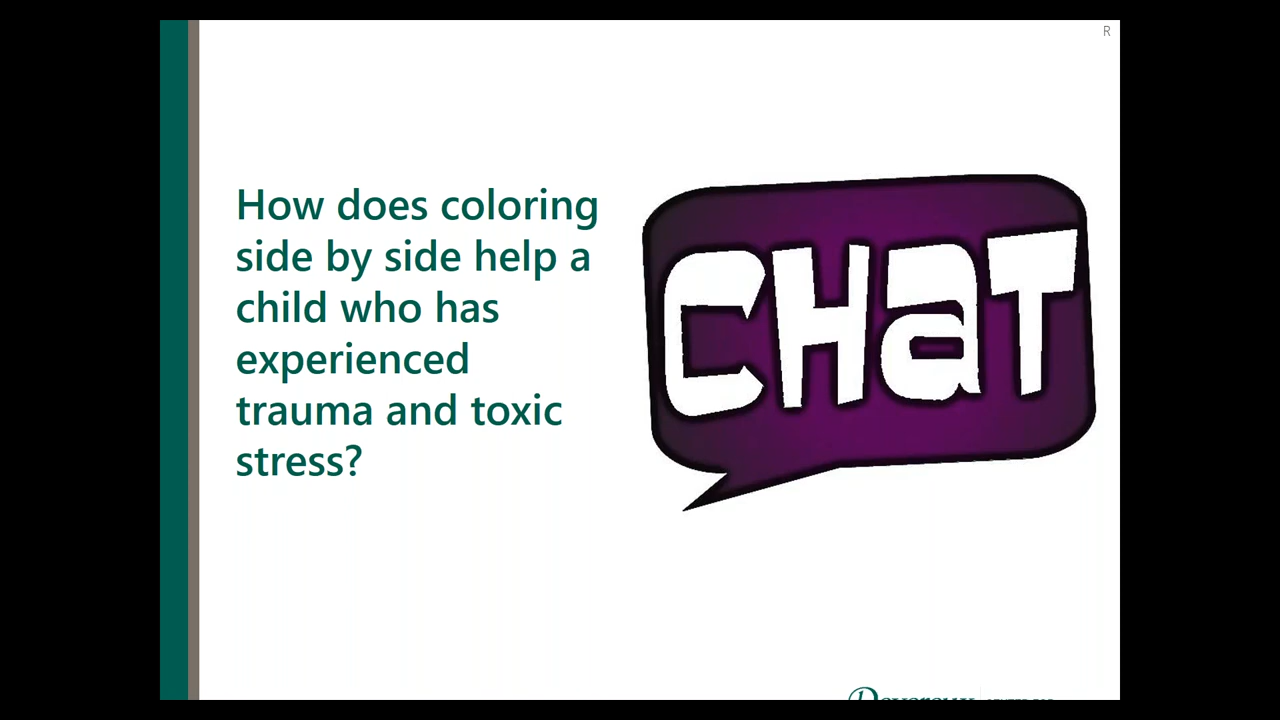 R
How does coloring
side by side help a
child who has
experienced
trauma and toxic
stress?
CHaT